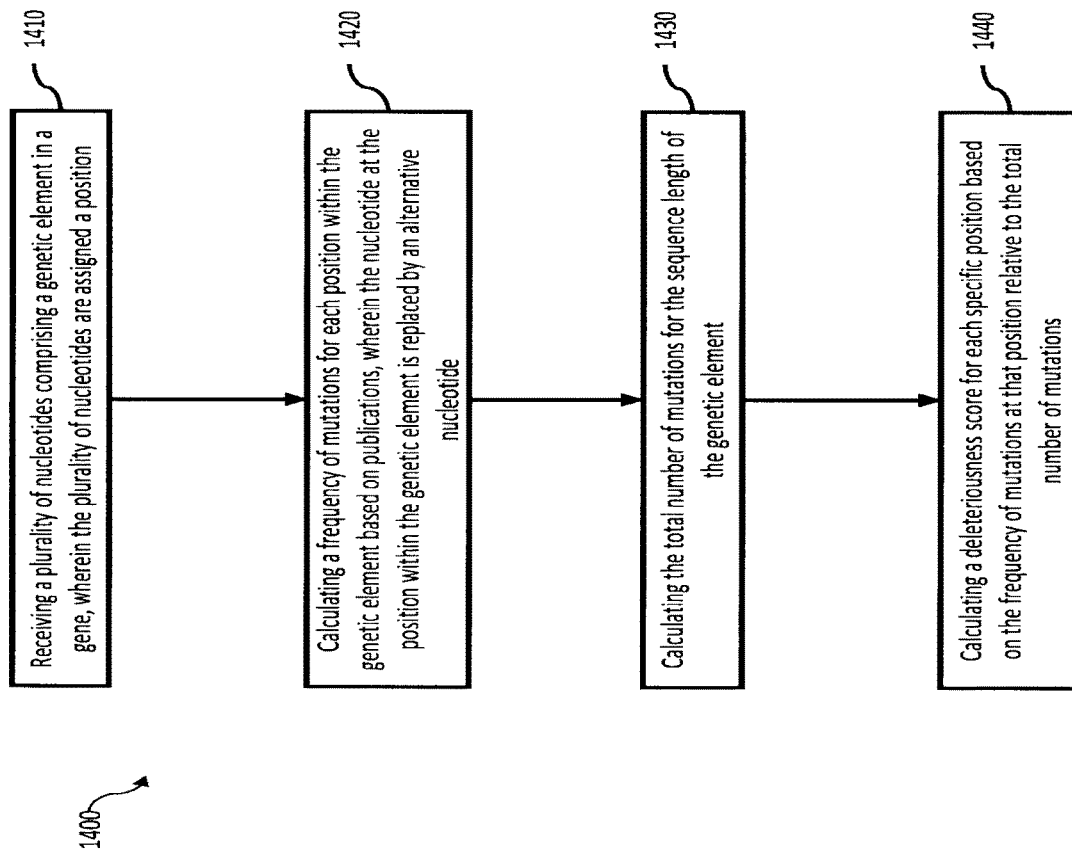 1400
Receiving a plurality of nucleotides comprising a genetic element in a
gene, wherein the plurality of nucleotides are assigned a position
1410
Calculating a frequency of mutations for each position within the
genetic element based on publications, wherein the nucleotide at the
position within the genetic element is replaced by an alternative
nucleotide
1420
Calculating the total number of mutations for the sequence length of
the genetic element
1430
Calculating a deleteriousness score for each specific position based
on the frequency of mutations at that position relative to the total
number of mutations
1440